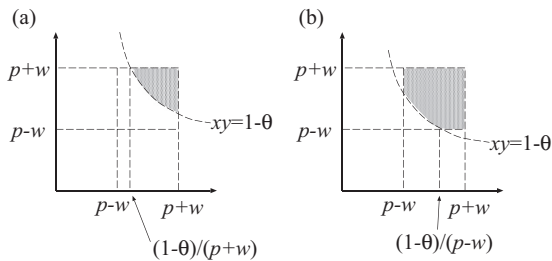 (a)
p+w
p-w
xy=1-θ
p-w
p+w
(1-θ)/(p+w)
(b)
p+w
p-w
xy=1-θ
p-w
p+w
(1-θ)/(p-w)